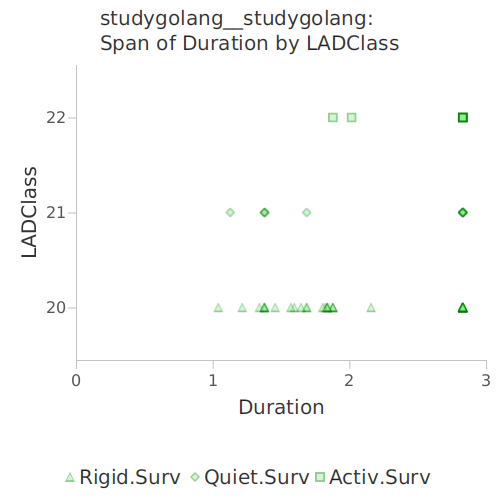 studygolang__studygolang:
Span of Duration by LADClass
LADClass
22
21
20
0 1 2 3
Duration
Rigid.Surv Quiet.Surv Activ.Surv